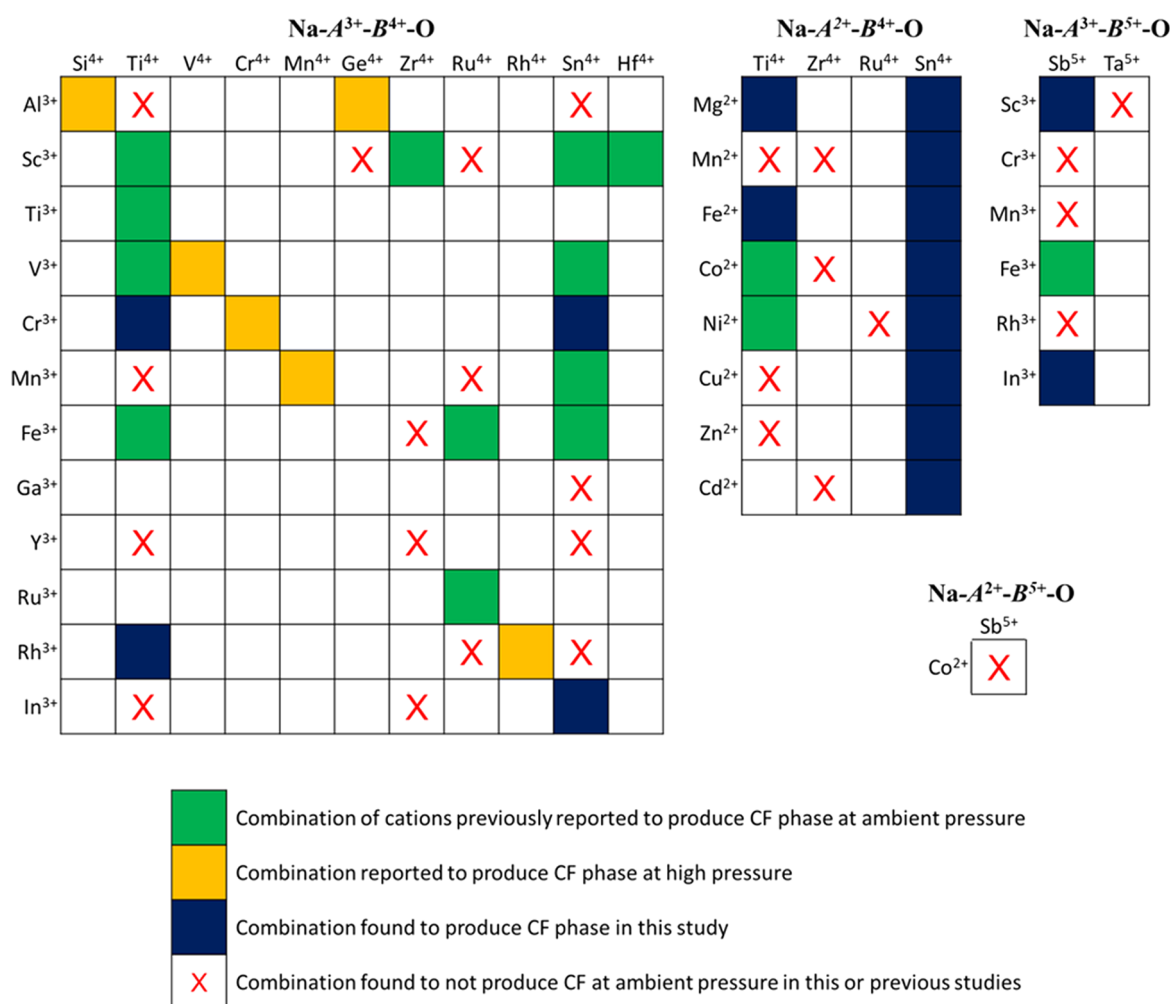 Na-A³⁺-B⁴⁺-O
Si⁴⁺ Ti⁴⁺ V⁴⁺ Cr⁴⁺ Mn⁴⁺ Ge⁴⁺ Zr⁴⁺ Ru⁴⁺ Rh⁴⁺ Sn⁴⁺ Hf⁴⁺
Al³⁺ X X
Sc³⁺ X X
Ti³⁺
V³⁺
Cr³⁺
Mn³⁺ X X
Fe³⁺ X
Ga³⁺ X
Y³⁺ X X X
Ru³⁺
Rh³⁺ X X
In³⁺ X X
Na-A²⁺-B⁴⁺-O
Ti⁴⁺ Zr⁴⁺ Ru⁴⁺ Sn⁴⁺
Mg²⁺
Mn²⁺ X X
Fe²⁺
Co²⁺ X
Ni²⁺ X
Cu²⁺ X
Zn²⁺ X
Cd²⁺ X
Na-A³⁺-B⁵⁺-O
Sb⁵⁺ Ta⁵⁺
Sc³⁺ X
Cr³⁺ X
Mn³⁺ X
Fe³⁺
Rh³⁺ X
In³⁺
Na-A²⁺-B⁵⁺-O
Sb⁵⁺
Co²⁺ X
Combination of cations previously reported to produce CF phase at ambient pressure
Combination reported to produce CF phase at high pressure
Combination found to produce CF phase in this study
X Combination found to not produce CF at ambient pressure in this or previous studies